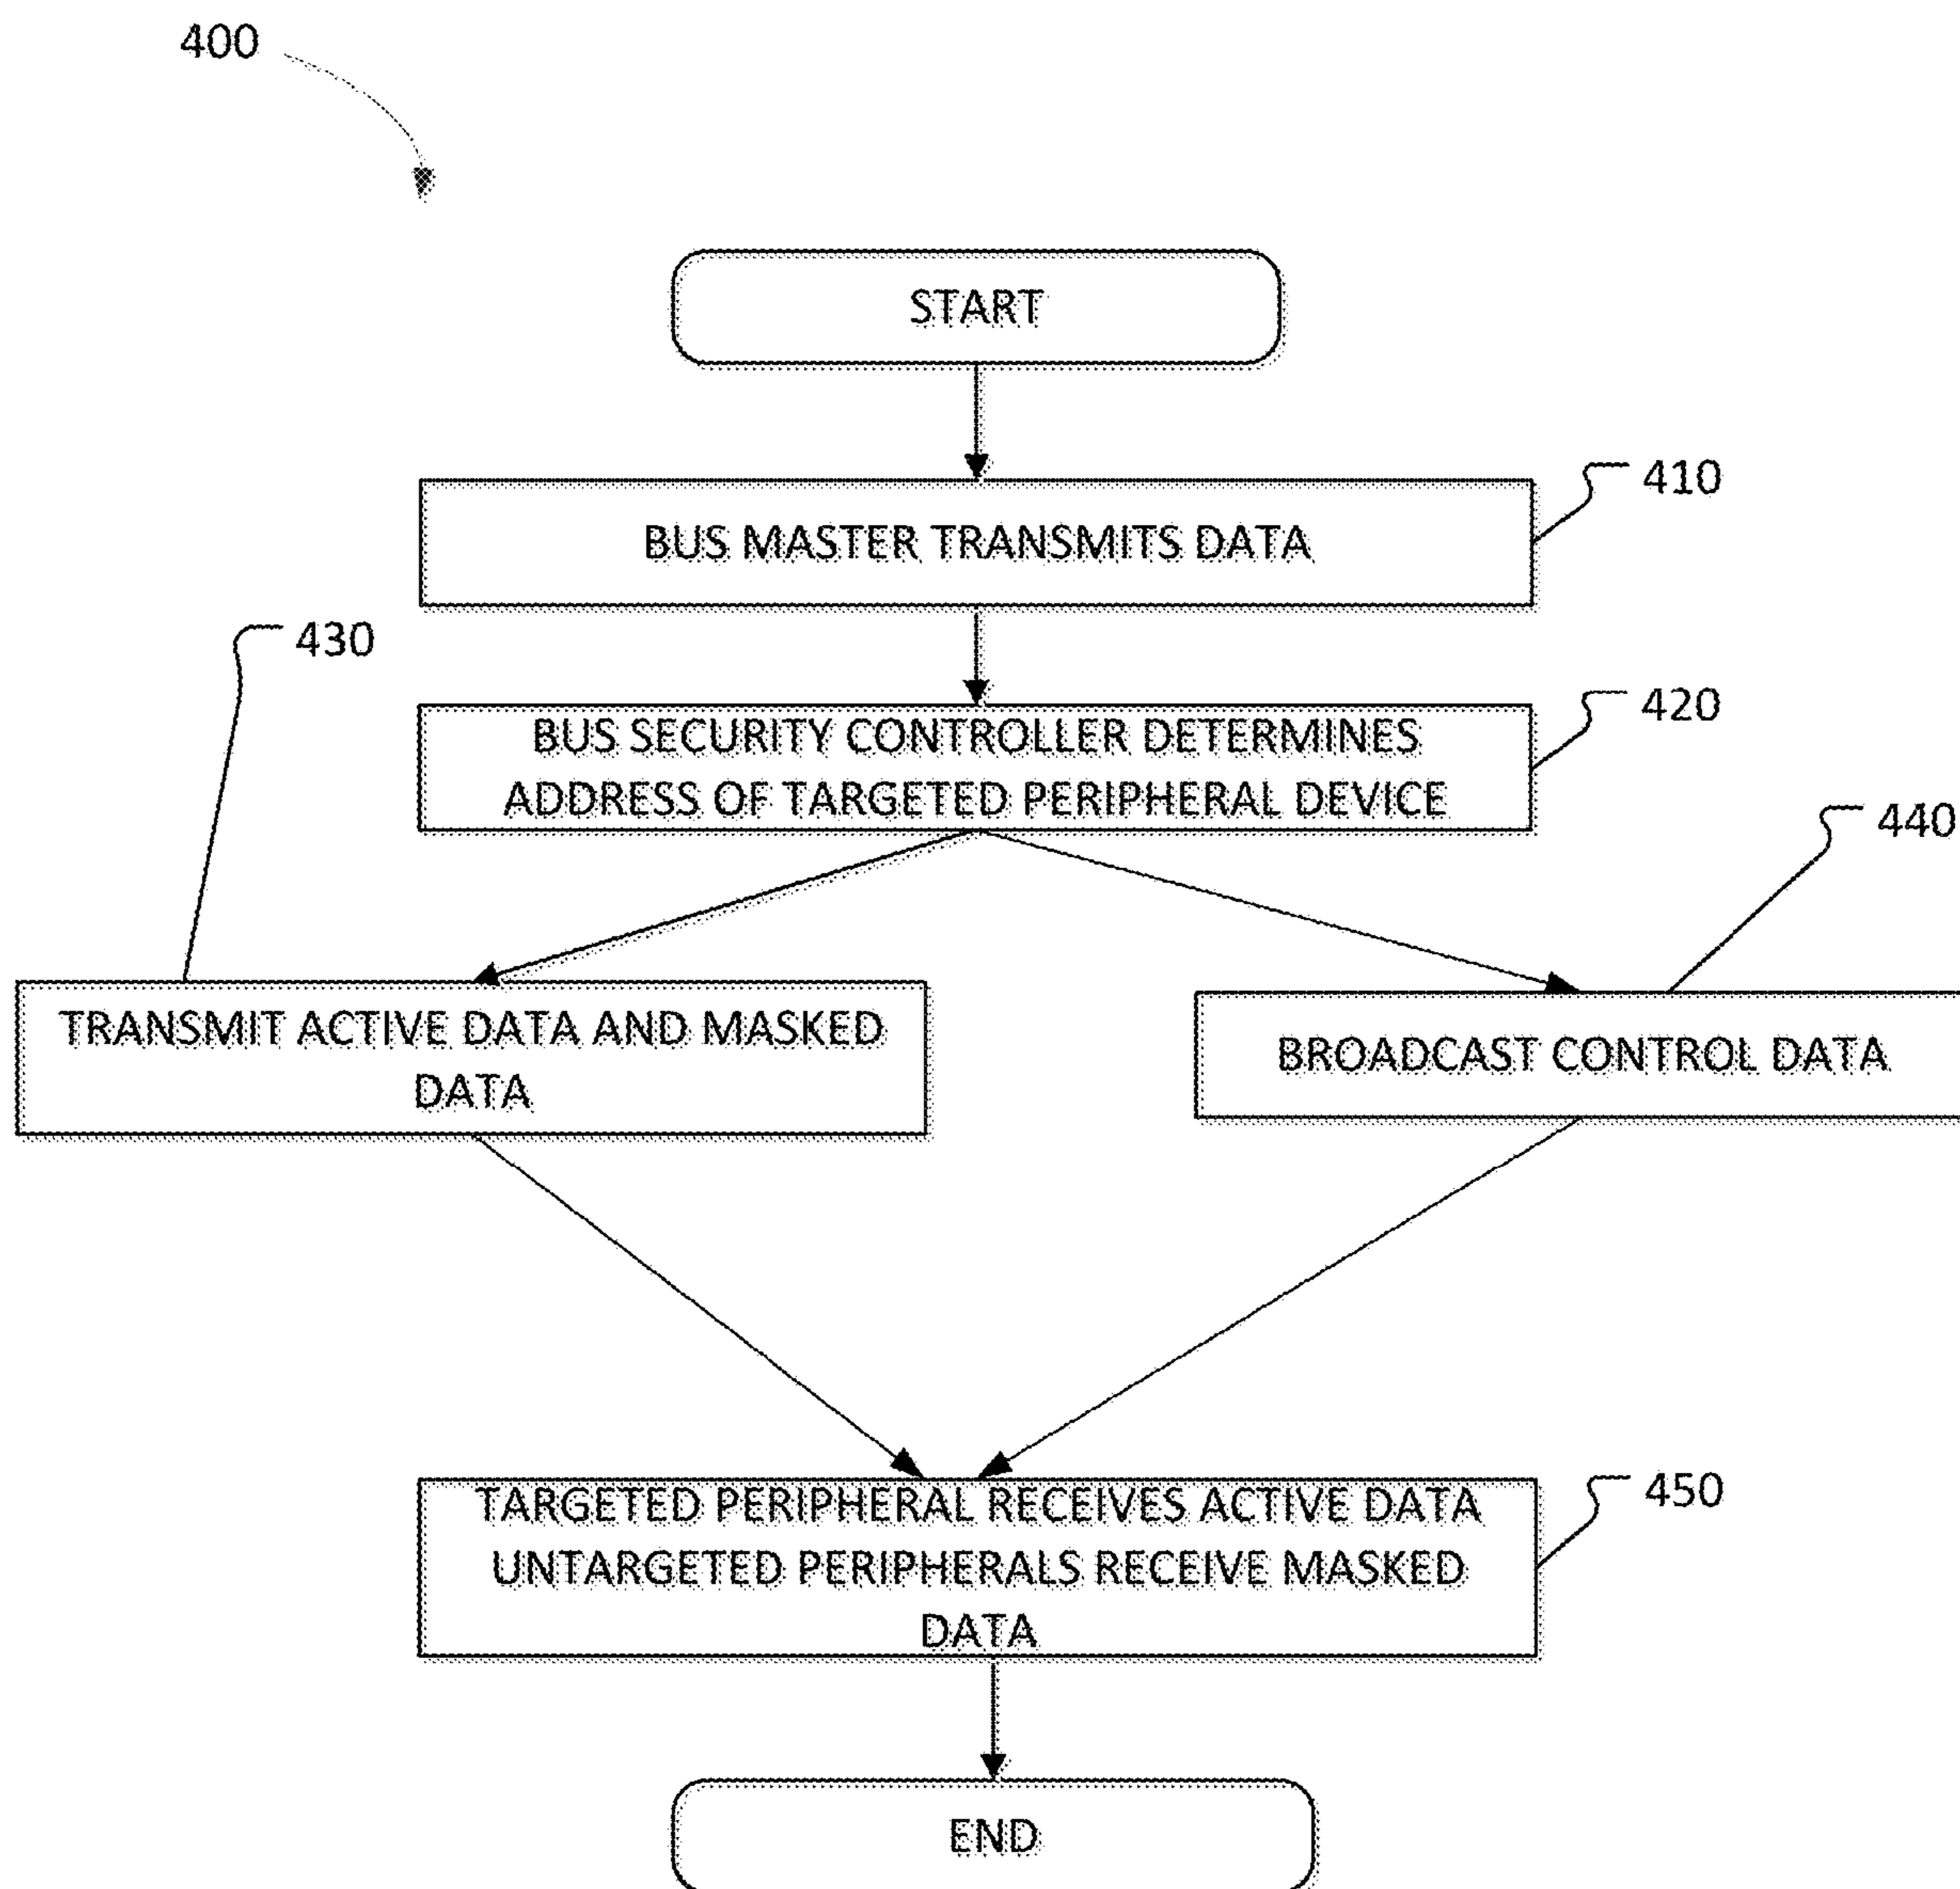 400
START
410
BUS MASTER TRANSMITS DATA
430
420
BUS SECURITY CONTROLLER DETERMINES
ADDRESS OF TARGETED PERIPHERAL DEVICE
440
TRANSMIT ACTIVE DATA AND MASKED
DATA
BROADCAST CONTROL DATA
450
TARGETED PERIPHERAL RECEIVES ACTIVE DATA
UNTARGETED PERIPHERALS RECEIVE MASKED
DATA
END